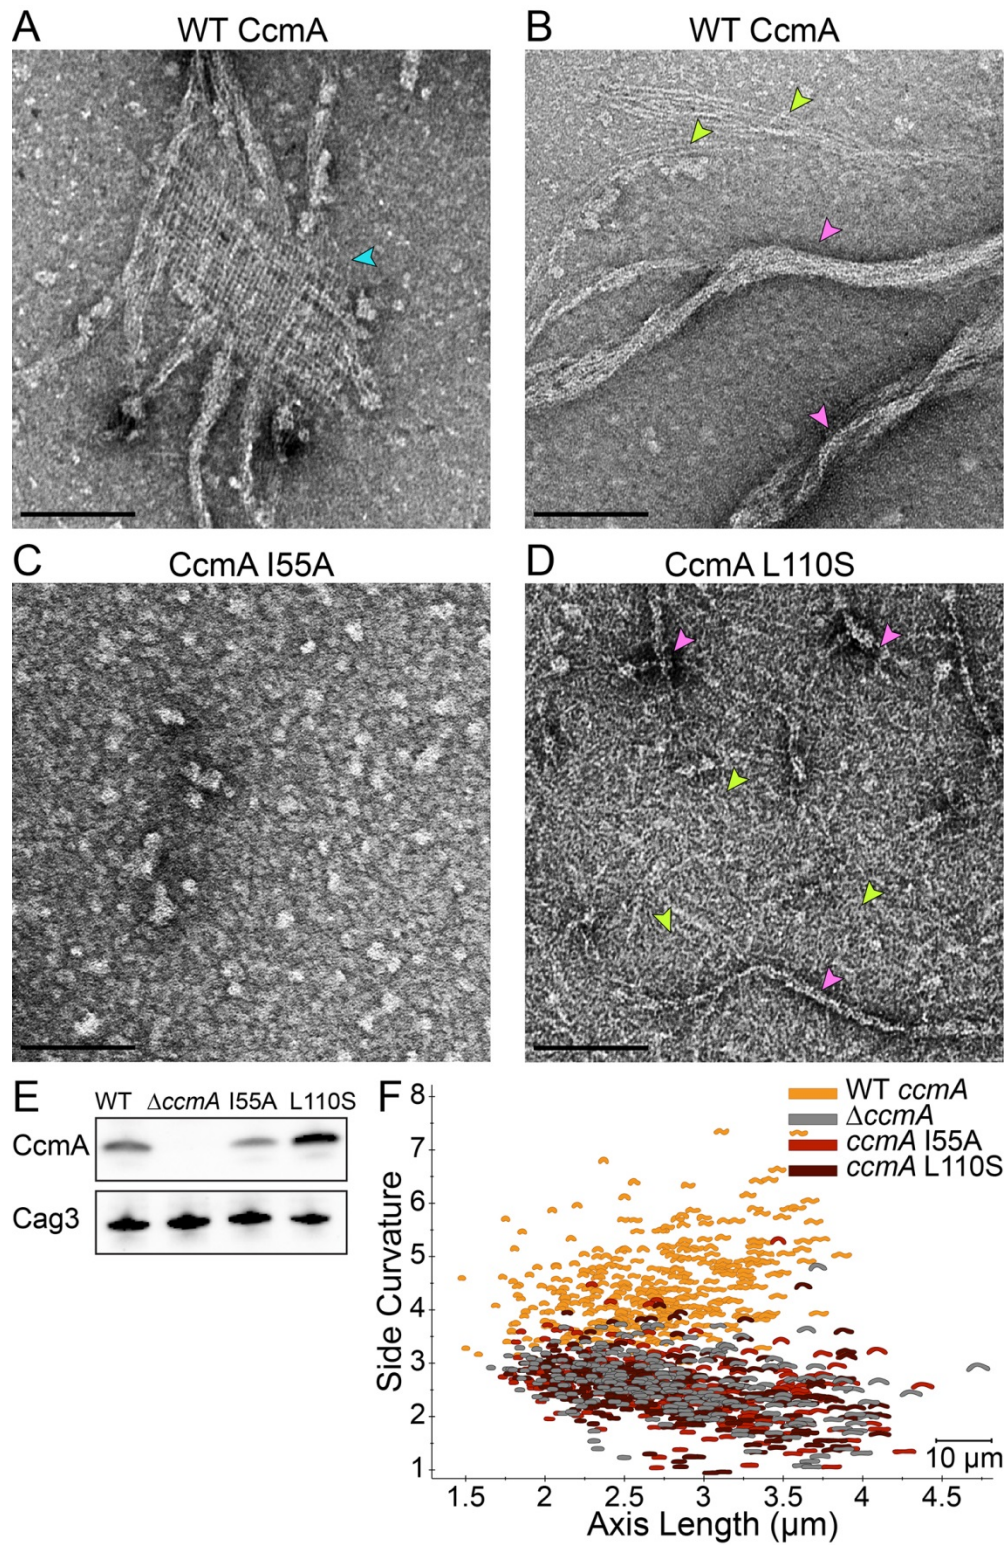 A
WT CcmA
B
WT CcmA
C
CcmA I55A
D
CcmA L110S
E
WT ΔccmA I55A L110S
CcmA
Cag3
F
8
7
6
5
4
3
2
1
Side Curvature
WT ccmA
ΔccmA
ccmA I55A
ccmA L110S
10 μm
1.5 2 2.5 3 3.5 4 4.5
Axis Length (μm)